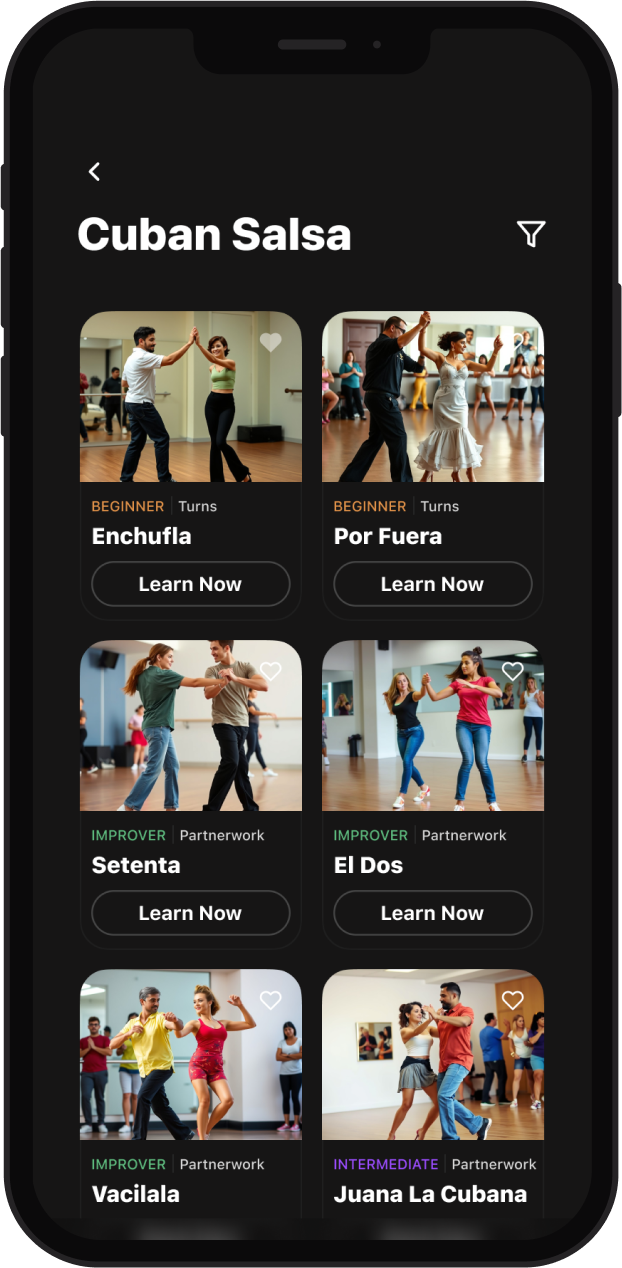 Cuban Salsa
BEGINNER | Turns
Enchufla
Learn Now
BEGINNER | Turns
Por Fuera
Learn Now
IMPROVER | Partnerwork
Setenta
Learn Now
IMPROVER | Partnerwork
El Dos
Learn Now
IMPROVER | Partnerwork
Vacilala
INTERMEDIATE | Partnerwork
Juana La Cubana